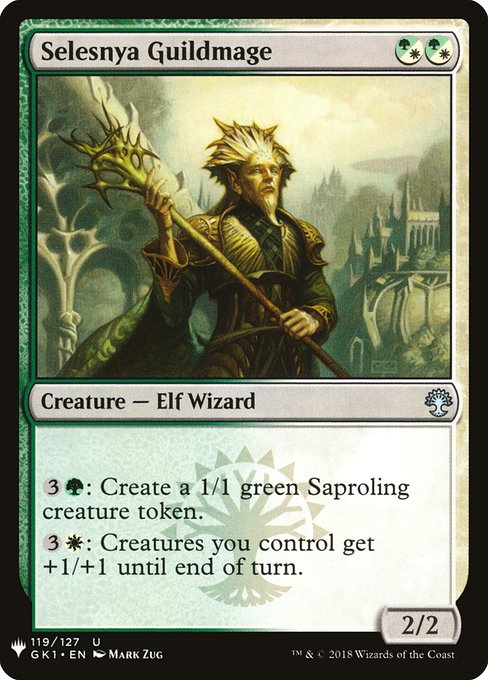 Selesnya Guildmage
Creature — Elf Wizard
3: Create a 1/1 green Saproling
creature token.
3: Creatures you control get
+1/+1 until end of turn.
2/2
119/127 U
GK1 • EN Mark Zug
™ & © 2018 Wizards of the Coast